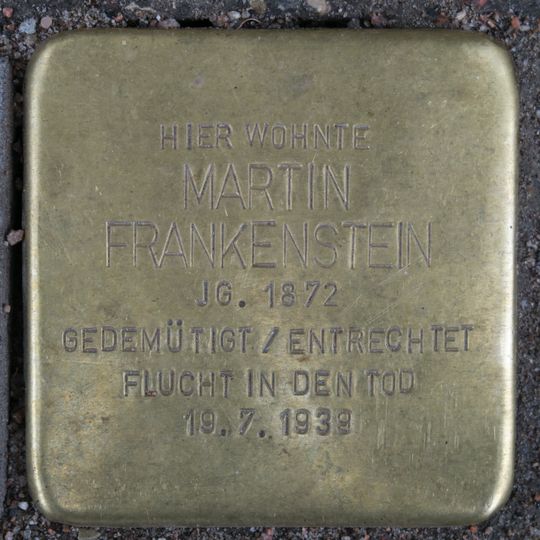 HIER WOHNTE
MARTIN
FRANKENSTEIN
JG. 1872
GEDEMÜTIGT / ENTRECHTET
FLUCHT IN DEN TOD
19.7.1939